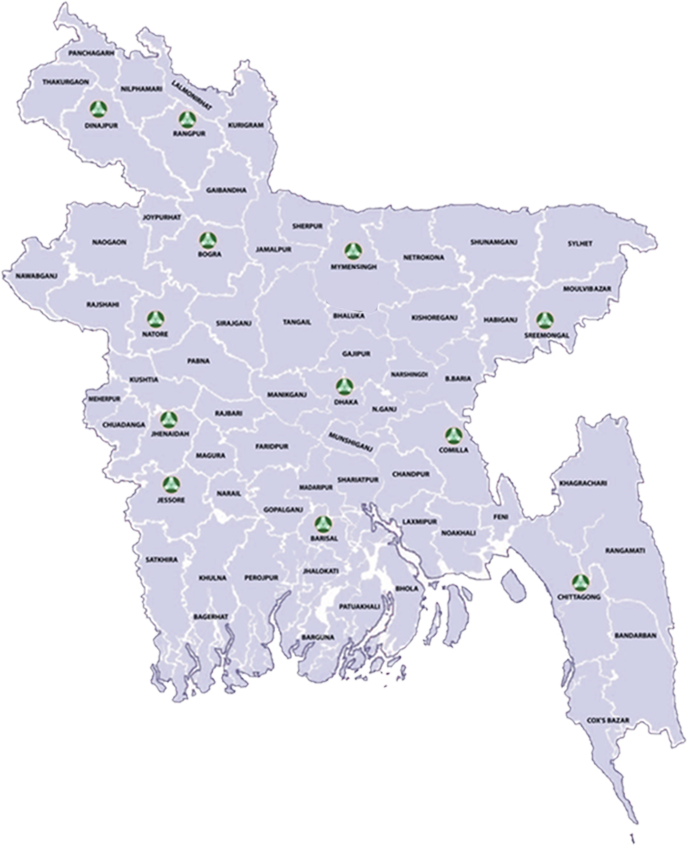 PANCHAGARH
THAKURGAON
NILPHAMARI
LALMONIRHAT
DINAJPUR
RANGPUR
KURIGRAM
GAIBANDHA
JOYPURHAT
NAOGAON
BOGRA
JAMALPUR
SHERPUR
MYMENSINGH
NETROKONA
SHUNAMGANJ
SYLHET
NAWABGANJ
MOULVIBAZAR
RAJSHAHI
NATORE
SIRAJGANJ
TANGAIL
BHALUKA
KISHOREGANJ
HABIGANJ
SREEMONGAL
PABNA
GAJIPUR
KUSHTIA
NARSHINGDI
B.BARIA
MEHERPUR
MANIKGANJ
DHAKA
N.GANJ
CHUADANGA
RAJBARI
JHENAIDAH
MUNSHIGANJ
COMILLA
MAGURA
FARIDPUR
CHANDPUR
SHARIATPUR
KHAGRACHARI
JESSORE
NARAIL
MADARIPUR
GOPALGANJ
LAXMIPUR
FENI
NOAKHALI
BARISAL
RANGAMATI
SATKHIRA
JHALOKATI
KHULNA
PEROJPUR
BHOLA
CHITTAGONG
PATUAKHALI
BAGERHAT
BARGUNA
BANDARBAN
COX'S BAZAR